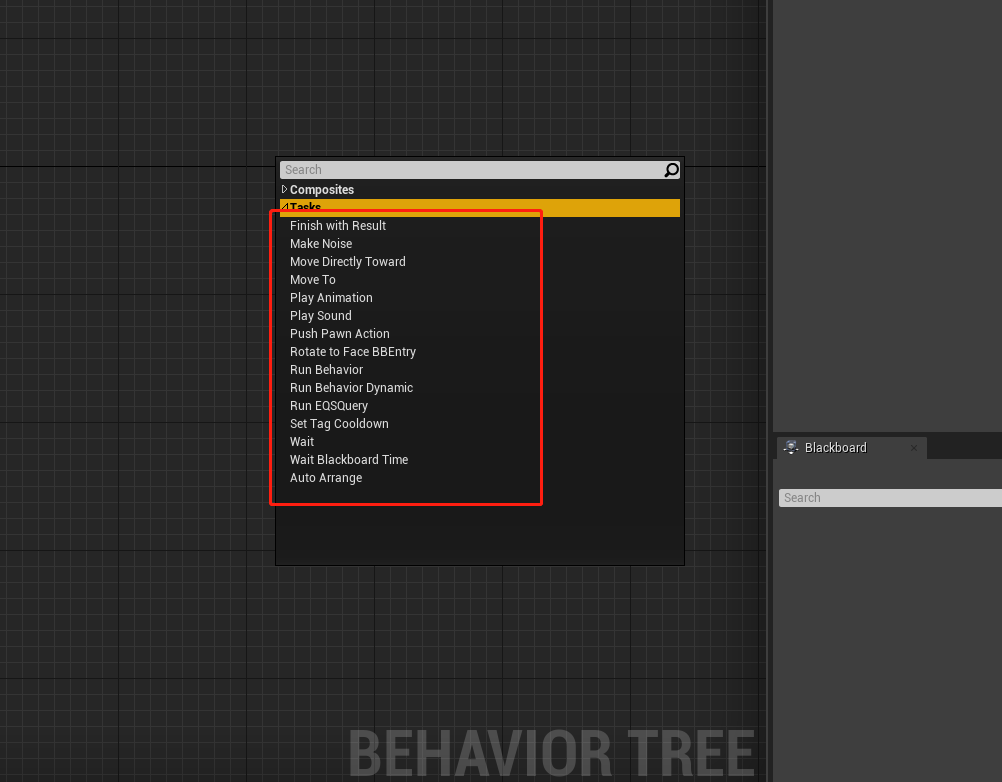 Search
Composites
Tasks
Finish with Result
Make Noise
Move Directly Toward
Move To
Play Animation
Play Sound
Push Pawn Action
Rotate to Face BBEntry
Run Behavior
Run Behavior Dynamic
Run EQSQuery
Set Tag Cooldown
Wait
Wait Blackboard Time
Auto Arrange
Blackboard
Search
BEHAVIOR TREE